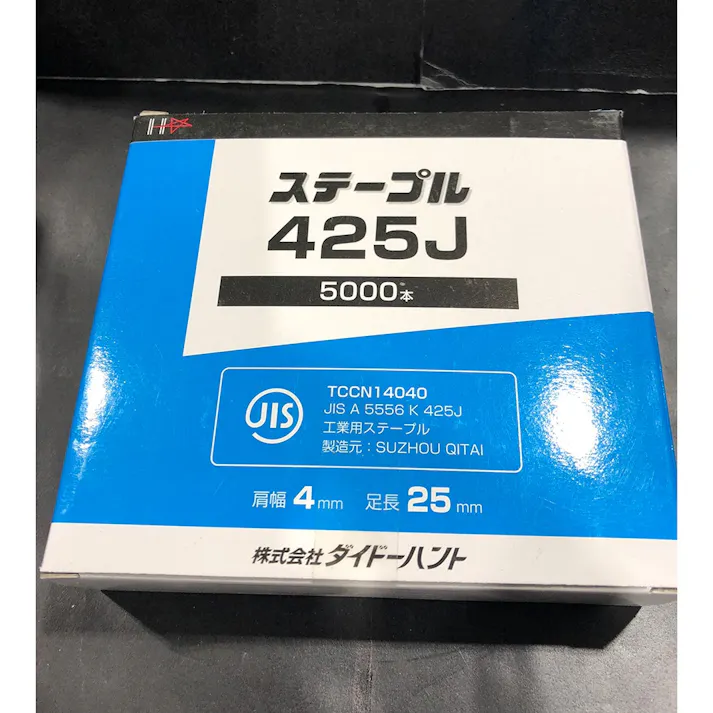 ステープル
425J
5000本
JIS
TCCN14040
JIS A 5556 K 425J
工業用ステープル
製造元：SUZHOU QITAI
肩幅 4mm 足長 25mm
株式会社 ダイドーハント